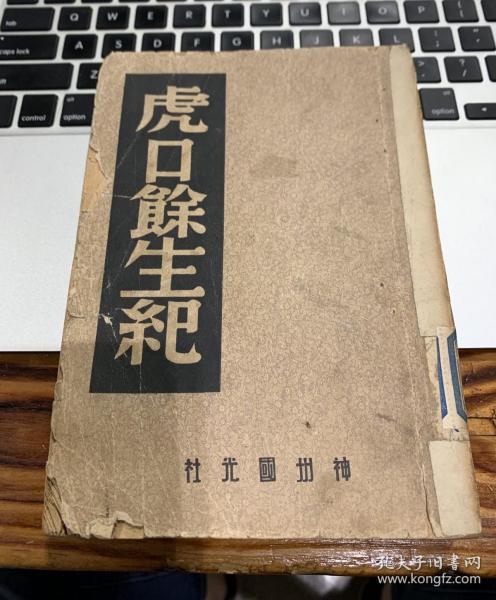 虎口餘生紀
神州國光社
孔夫子旧书网
www.kongfz.com
Q W E R T Y U I O P
caps lock
control
option
command